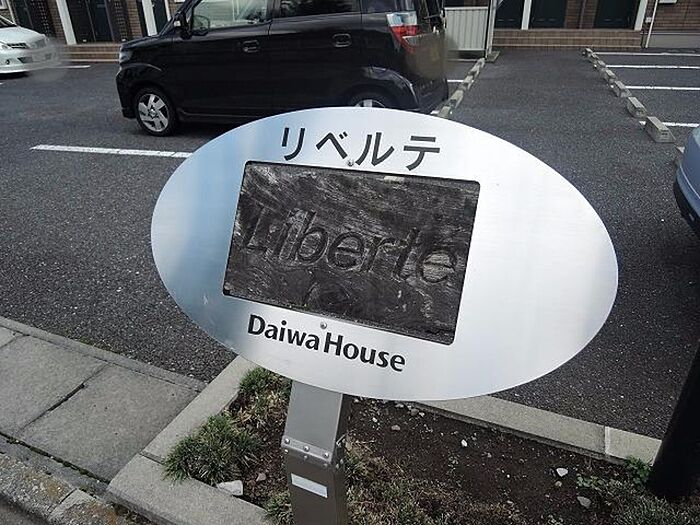 リベルテ
Liberte
Daiwa House